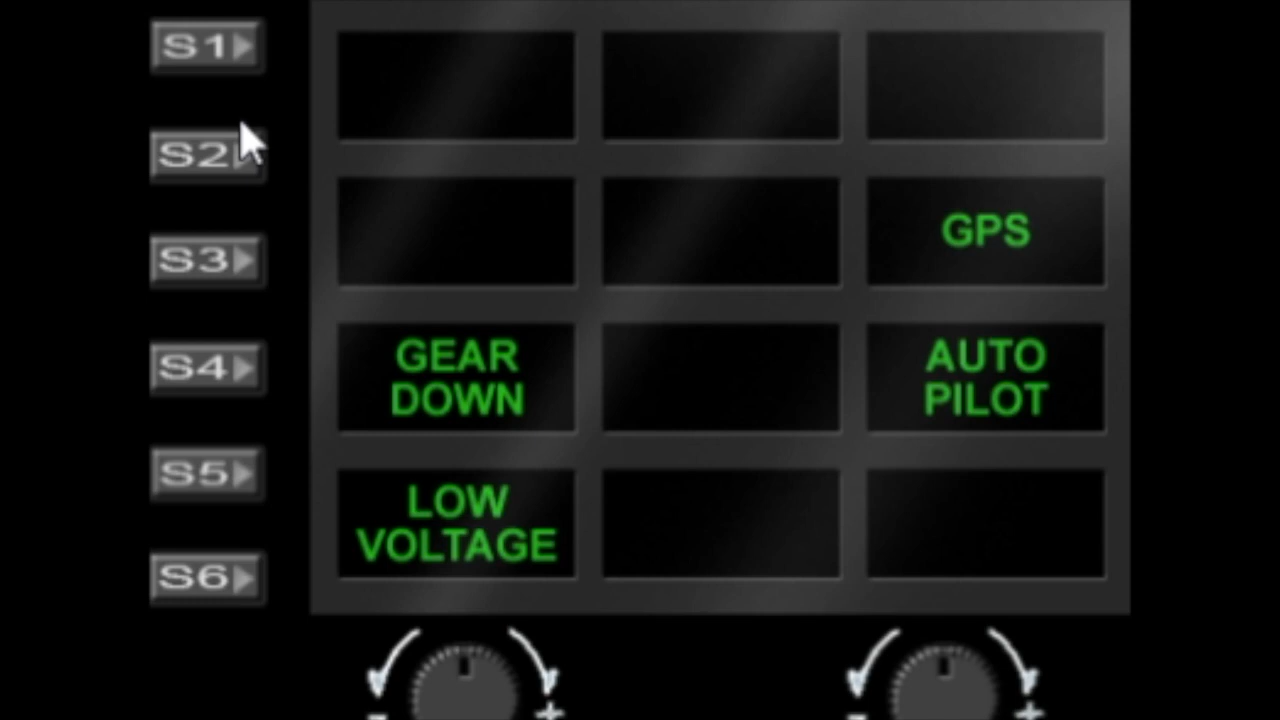 S1
S2
S3
GPS
S4
GEAR
DOWN
AUTO
PILOT
S5
LOW
VOLTAGE
S6
- +
- +